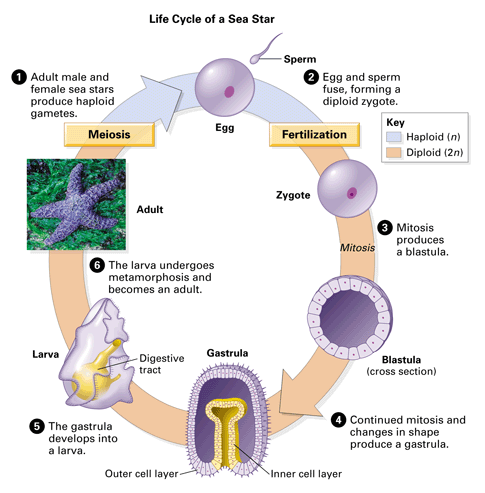 Life Cycle of a Sea Star
Sperm
1 Adult male and
female sea stars
produce haploid
gametes.
2 Egg and sperm
fuse, forming a
diploid zygote.
Egg
Meiosis
Fertilization
Key
Haploid (n)
Diploid (2n)
Adult
Zygote
3 Mitosis
produces
a blastula.
Mitosis
6 The larva undergoes
metamorphosis and
becomes an adult.
Larva
Digestive
tract
Gastrula
Blastula
(cross section)
5 The gastrula
develops into
a larva.
4 Continued mitosis and
changes in shape
produce a gastrula.
Outer cell layer
Inner cell layer